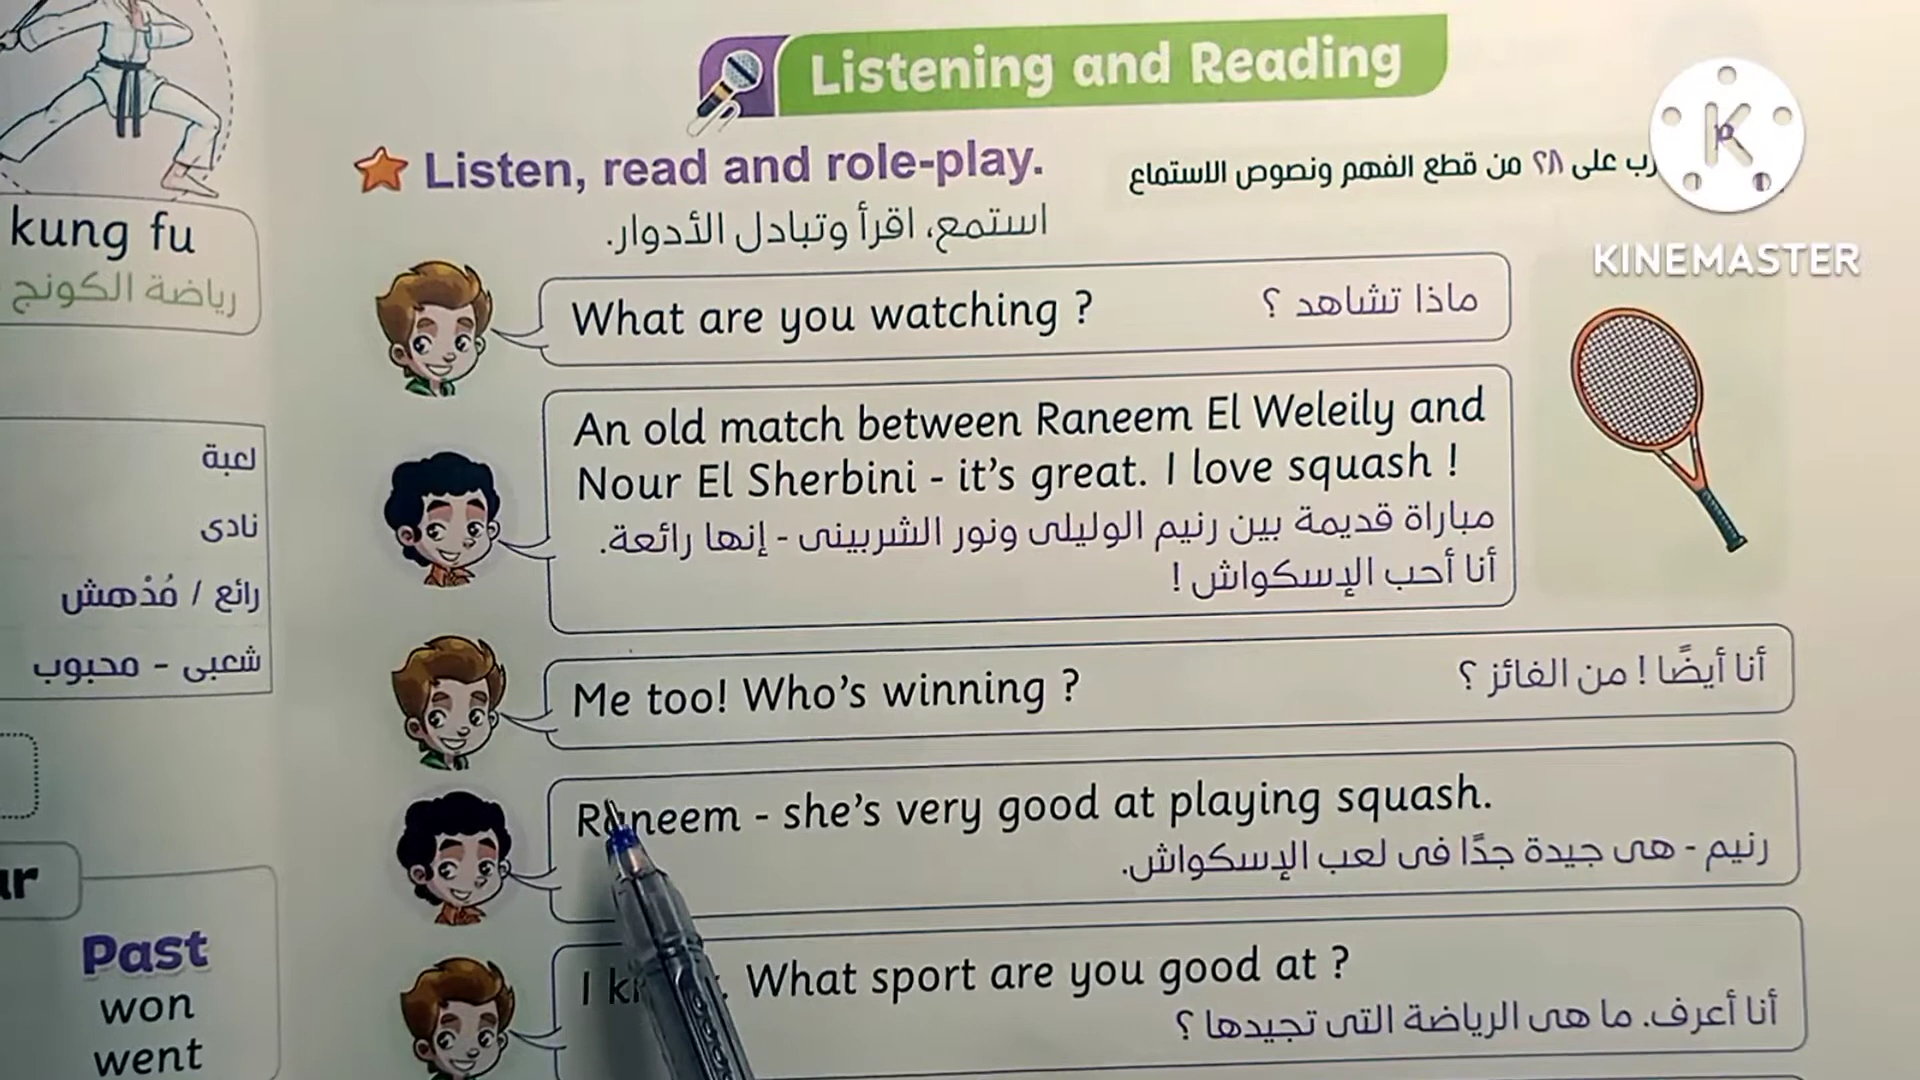 Listening and Reading
Listen, read and role-play.
على ٢٨ من قطع الفهم ونصوص الاستماع
استمع، اقرأ وتبادل الأدوار.
K
KINEMASTER
What are you watching ?
ماذا تشاهد ؟
An old match between Raneem El Weleily and
Nour El Sherbini - it's great. I love squash !
مباراة قديمة بين رنيم الوليلى ونور الشربينى - إنها رائعة.
أنا أحب الإسكواش !
Me too! Who's winning ?
أنا أيضًا ! من الفائز ؟
Raneem - she's very good at playing squash.
رنيم - هى جيدة جدًا فى لعب الإسكواش.
I What sport are you good at ?
أنا أعرف. ما هى الرياضة التى تجيدها ؟
kung fu
رياضة الكونج
لعبة
نادى
رائع / مُدْهش
شعبى - محبوب
Past
won
went